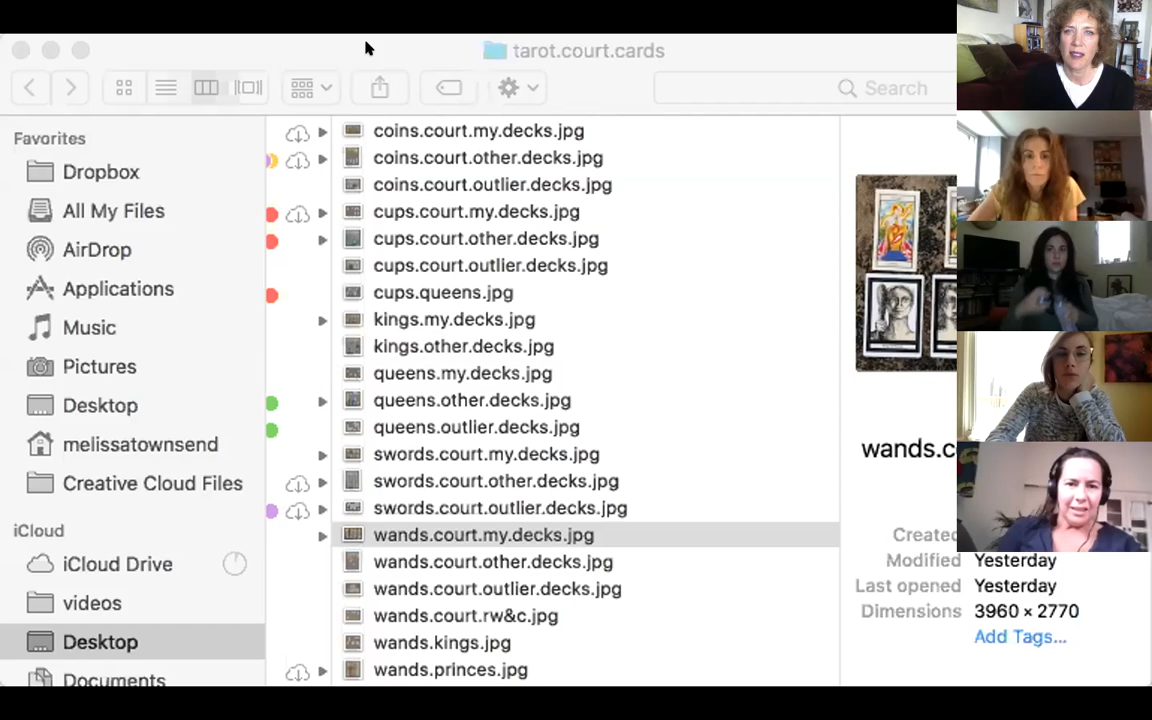 tarot.court.cards
Search
Favorites
Dropbox
All My Files
AirDrop
Applications
Music
Pictures
Desktop
melissatownsend
Creative Cloud Files
iCloud
iCloud Drive
videos
Desktop
Documents
coins.court.my.decks.jpg
coins.court.other.decks.jpg
coins.court.outlier.decks.jpg
cups.court.my.decks.jpg
cups.court.other.decks.jpg
cups.court.outlier.decks.jpg
cups.queens.jpg
kings.my.decks.jpg
kings.other.decks.jpg
queens.my.decks.jpg
queens.other.decks.jpg
queens.outlier.decks.jpg
swords.court.my.decks.jpg
swords.court.other.decks.jpg
swords.court.outlier.decks.jpg
wands.court.my.decks.jpg
wands.court.other.decks.jpg
wands.court.outlier.decks.jpg
wands.court.rw&c.jpg
wands.kings.jpg
wands.princes.jpg
wands.c
Created
Modified Yesterday
Last opened Yesterday
Dimensions 3960 × 2770
Add Tags...